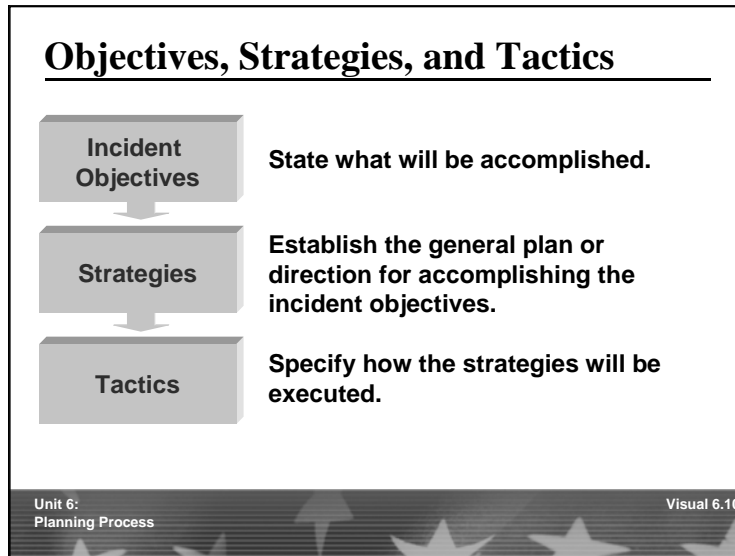 Objectives, Strategies, and Tactics
Incident
Objectives
State what will be accomplished.
Strategies
Establish the general plan or
direction for accomplishing the
incident objectives.
Tactics
Specify how the strategies will be
executed.
Unit 6:
Planning Process
Visual 6.10